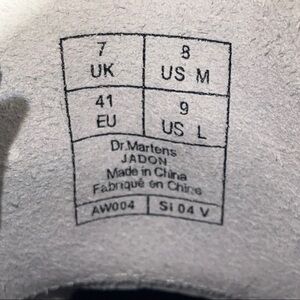 7 8
UK US M
41 9
EU US L
Dr.Martens
JADON
Made in China
Fabriqué en Chine
AW004 SI 04 V